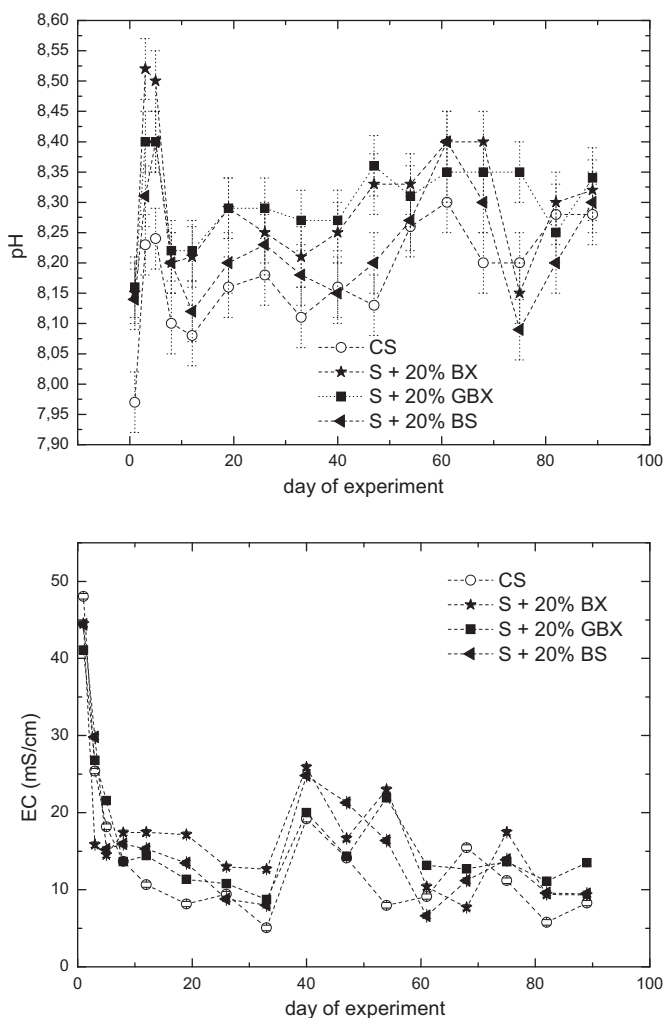 8,60
8,55
8,50
8,45
8,40
8,35
8,30
8,25
8,20
8,15
8,10
8,05
8,00
7,95
7,90
pH
CS
S + 20% BX
S + 20% GBX
S + 20% BS
0 20 40 60 80 100
day of experiment
50
40
30
20
10
0
EC (mS/cm)
CS
S + 20% BX
S + 20% GBX
S + 20% BS
0 20 40 60 80 100
day of experiment